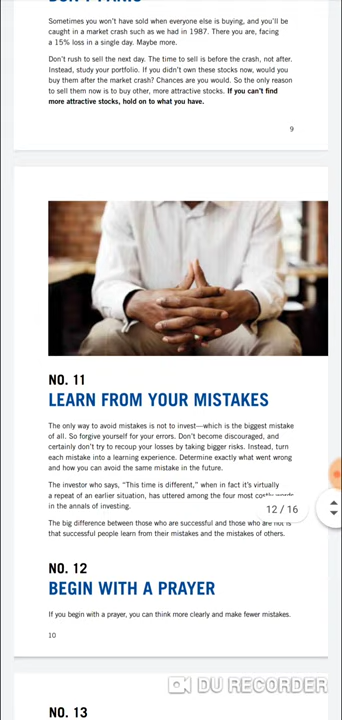 Sometimes you won't have sold when everyone else is buying, and you'll be
caught in a market crash such as we had in 1987. There you are, facing
a 15% loss in a single day. Maybe more.
Don't rush to sell the next day. The time to sell is before the crash, not after.
Instead, study your portfolio. If you didn't own these stocks now, would you
buy them after the market crash? Chances are you would. So the only reason
to sell them now is to buy other, more attractive stocks. If you can't find
more attractive stocks, hold on to what you have.
9
NO. 11
LEARN FROM YOUR MISTAKES
The only way to avoid mistakes is not to invest—which is the biggest mistake
of all. So forgive yourself for your errors. Don't become discouraged, and
certainly don't try to recoup your losses by taking bigger risks. Instead, turn
each mistake into a learning experience. Determine exactly what went wrong
and how you can avoid the same mistake in the future.
The investor who says, "This time is different," when in fact it's virtually
a repeat of an earlier situation, has uttered among the four most costly words
in the annals of investing.
12 / 16
The big difference between those who are successful and those who are not is
that successful people learn from their mistakes and the mistakes of others.
NO. 12
BEGIN WITH A PRAYER
If you begin with a prayer, you can think more clearly and make fewer mistakes.
10
DU RECORDER
NO. 13